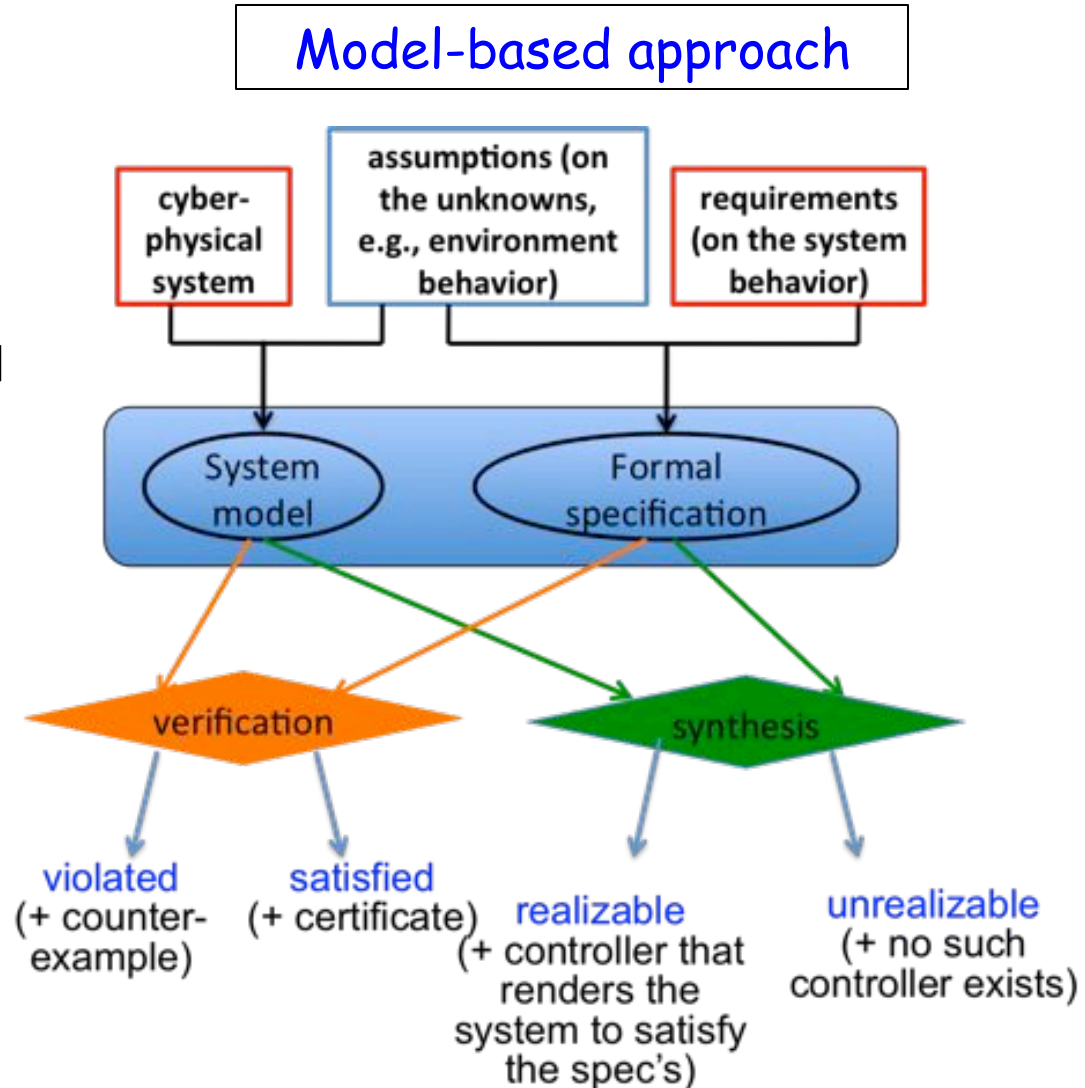 Model-based approach
cyber-
physical
system
assumptions (on
the unknowns,
e.g., environment
behavior)
requirements
(on the system
behavior)
System
model
Formal
specification
verification
synthesis
violated
(+ counter-
example)
satisfied
(+ certificate)
realizable
(+ controller that
renders the
system to satisfy
the spec's)
unrealizable
(+ no such
controller exists)